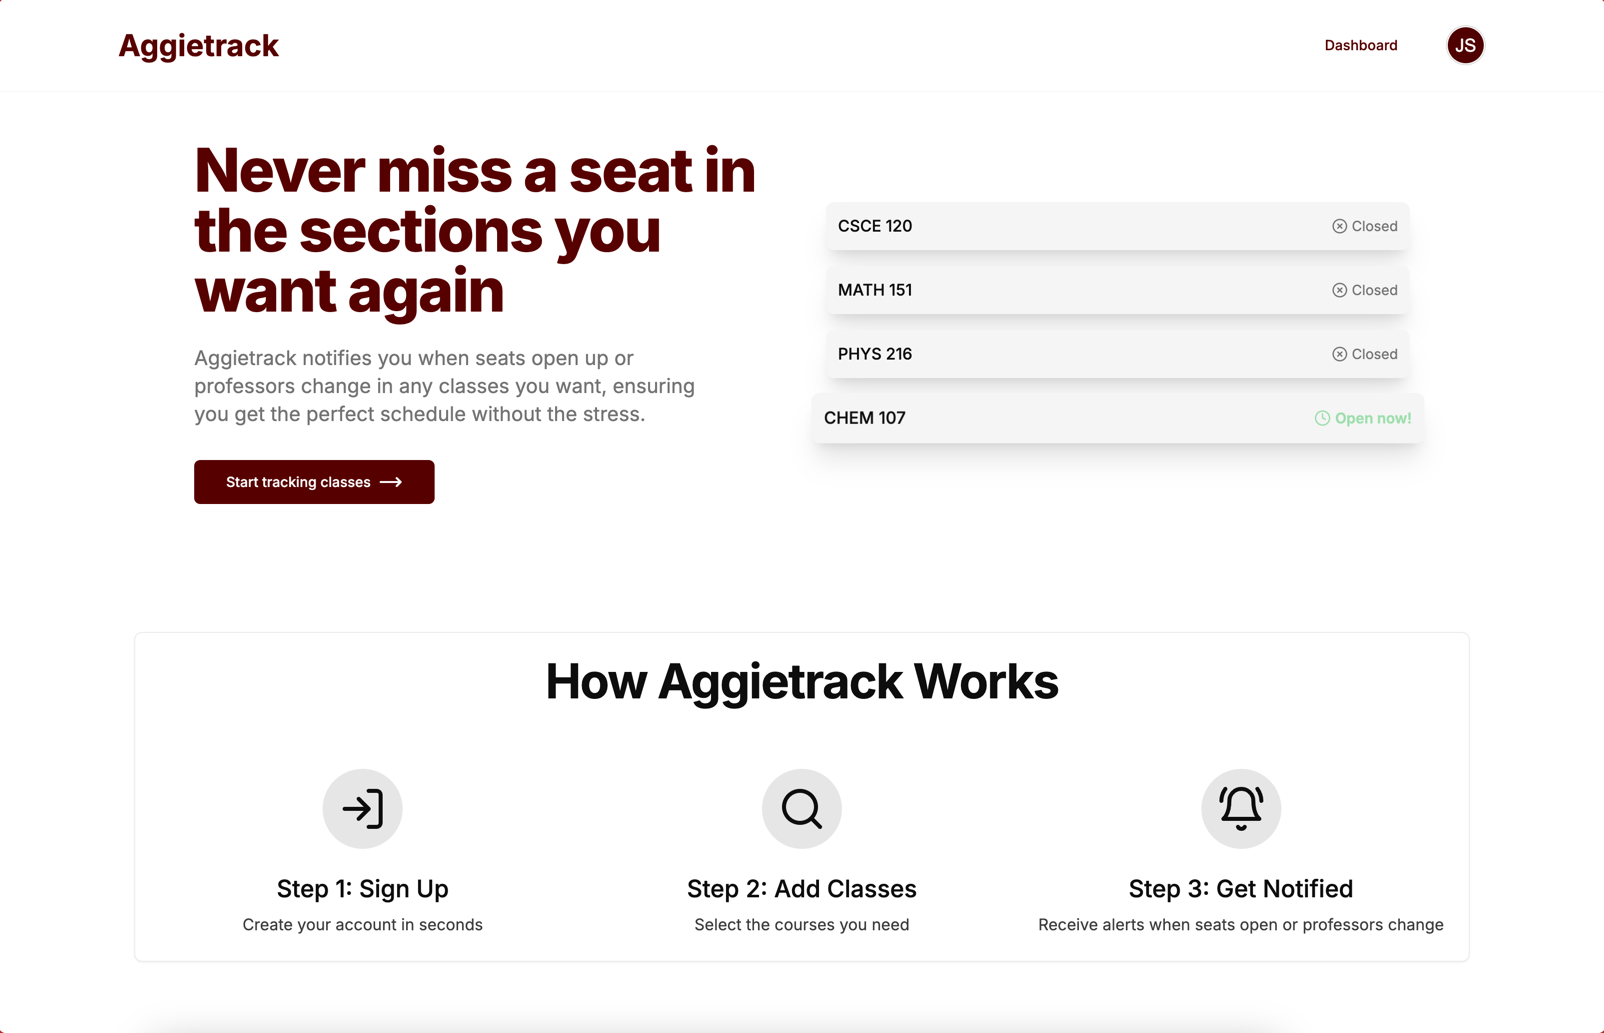 Aggietrack
Dashboard
JS
Never miss a seat in
the sections you
want again
Aggietrack notifies you when seats open up or
professors change in any classes you want, ensuring
you get the perfect schedule without the stress.
Start tracking classes
CSCE 120
Closed
MATH 151
Closed
PHYS 216
Closed
CHEM 107
Open now!
How Aggietrack Works
Step 1: Sign Up
Create your account in seconds
Step 2: Add Classes
Select the courses you need
Step 3: Get Notified
Receive alerts when seats open or professors change